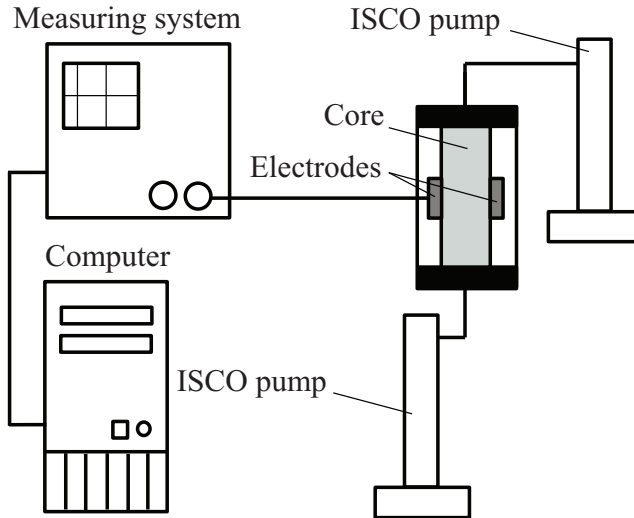 Measuring system
ISCO pump
Core
Electrodes
Computer
ISCO pump